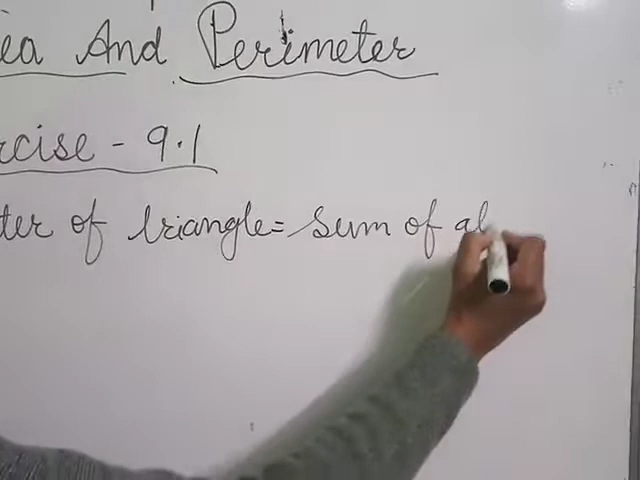 ea And Perimeter
rcise - 9.1
ter of triangle = sum of al